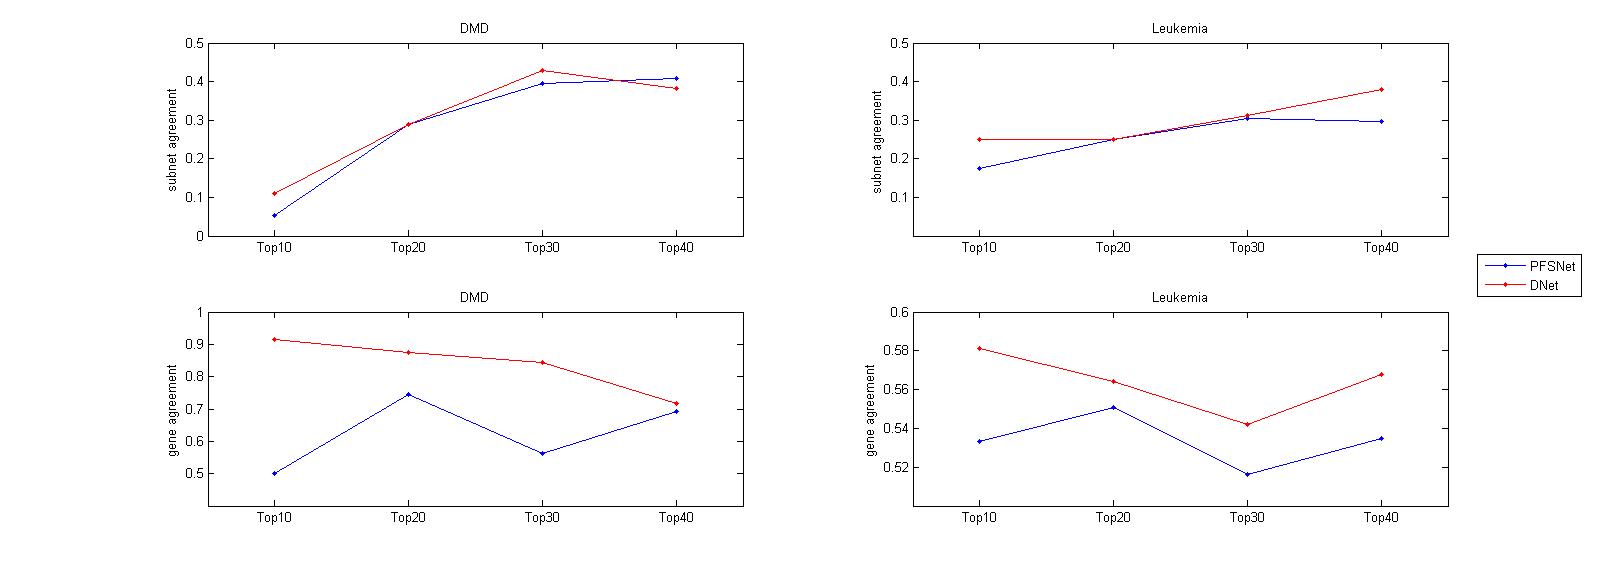 DMD
0.5
0.4
0.3
0.2
0.1
0
subnet agreement
Top10 Top20 Top30 Top40
Leukemia
0.5
0.4
0.3
0.2
0.1
subnet agreement
Top10 Top20 Top30 Top40
PFSNet
DNet
DMD
1
0.9
0.8
0.7
0.6
0.5
gene agreement
Top10 Top20 Top30 Top40
Leukemia
0.6
0.58
0.56
0.54
0.52
gene agreement
Top10 Top20 Top30 Top40